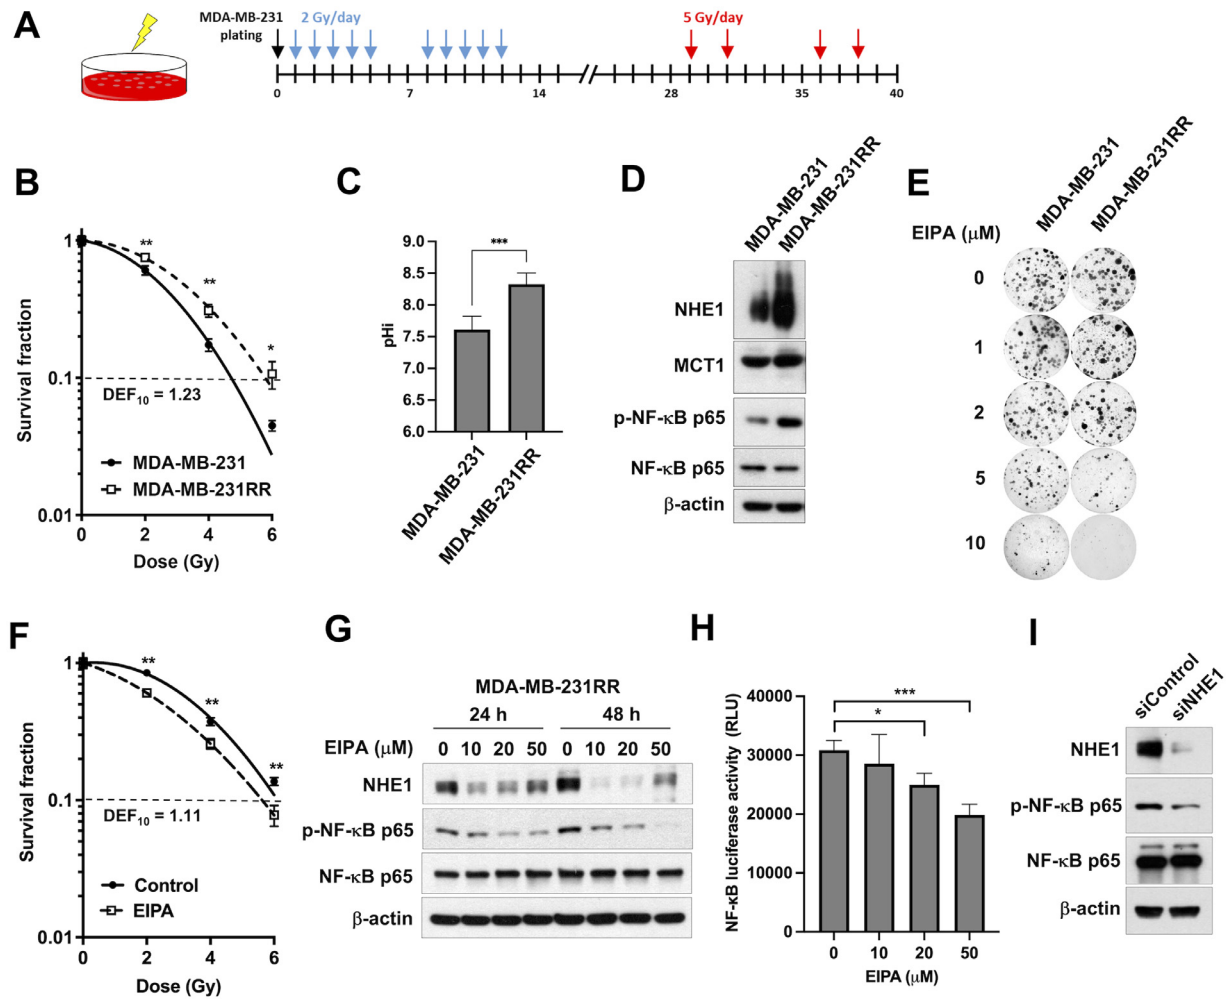 A
MDA-MB-231
plating
2 Gy/day
5 Gy/day
0 7 14 28 35 40
B
Survival fraction
1
0.1
0.01
** ** *
DEF10 = 1.23
MDA-MB-231
MDA-MB-231RR
0 2 4 6
Dose (Gy)
C
pHi
9.0
8.5
8.0
7.5
7.0
6.5
6.0
***
MDA-MB-231
MDA-MB-231RR
D
MDA-MB-231
MDA-MB-231RR
NHE1
MCT1
p-NF-κB p65
NF-κB p65
β-actin
E
MDA-MB-231
MDA-MB-231RR
EIPA (μM)
0
1
2
5
10
F
Survival fraction
1
0.1
0.01
** ** **
DEF10 = 1.11
Control
EIPA
0 2 4 6
Dose (Gy)
G
MDA-MB-231RR
24 h 48 h
EIPA (μM) 0 10 20 50 0 10 20 50
NHE1
p-NF-κB p65
NF-κB p65
β-actin
H
NF-κB luciferase activity (RLU)
40000
30000
20000
10000
0
***
*
0 10 20 50
EIPA (μM)
I
siControl
siNHE1
NHE1
p-NF-κB p65
NF-κB p65
β-actin